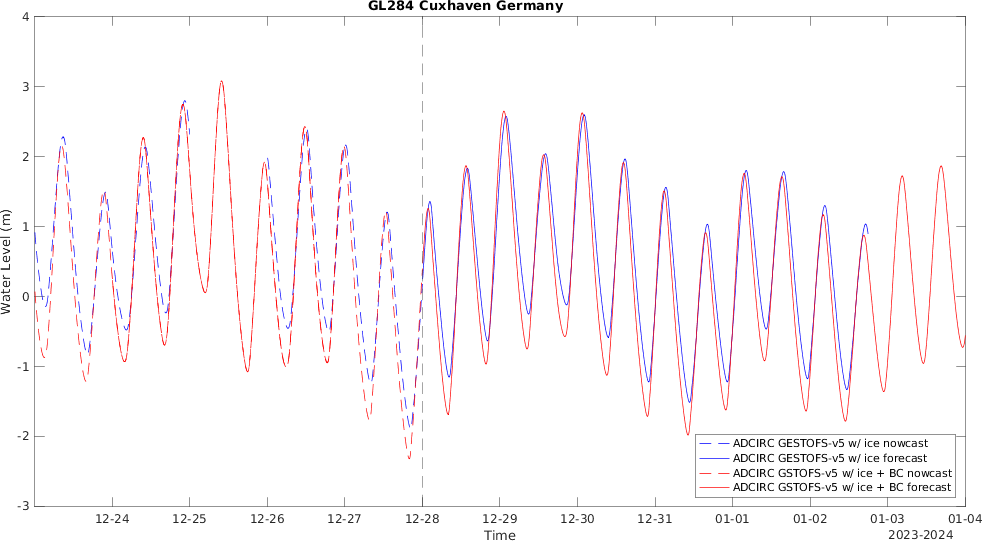 GL284 Cuxhaven Germany
4
3
2
1
0
-1
-2
-3
Water Level (m)
ADCIRC GESTOFS-v5 w/ ice nowcast
ADCIRC GESTOFS-v5 w/ ice forecast
ADCIRC GSTOFS-v5 w/ ice + BC nowcast
ADCIRC GSTOFS-v5 w/ ice + BC forecast
12-24 12-25 12-26 12-27 12-28 12-29 12-30 12-31 01-01 01-02 01-03 01-04
Time
2023-2024